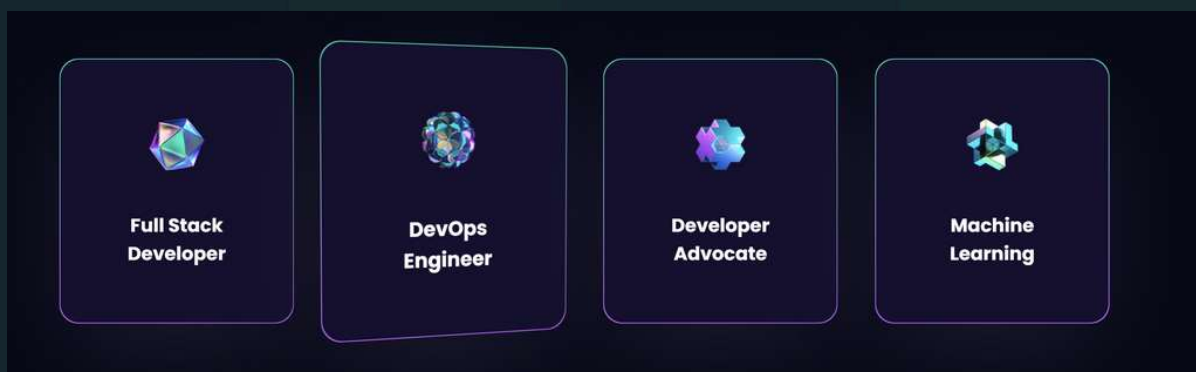 Full Stack
Developer
DevOps
Engineer
Developer
Advocate
Machine
Learning